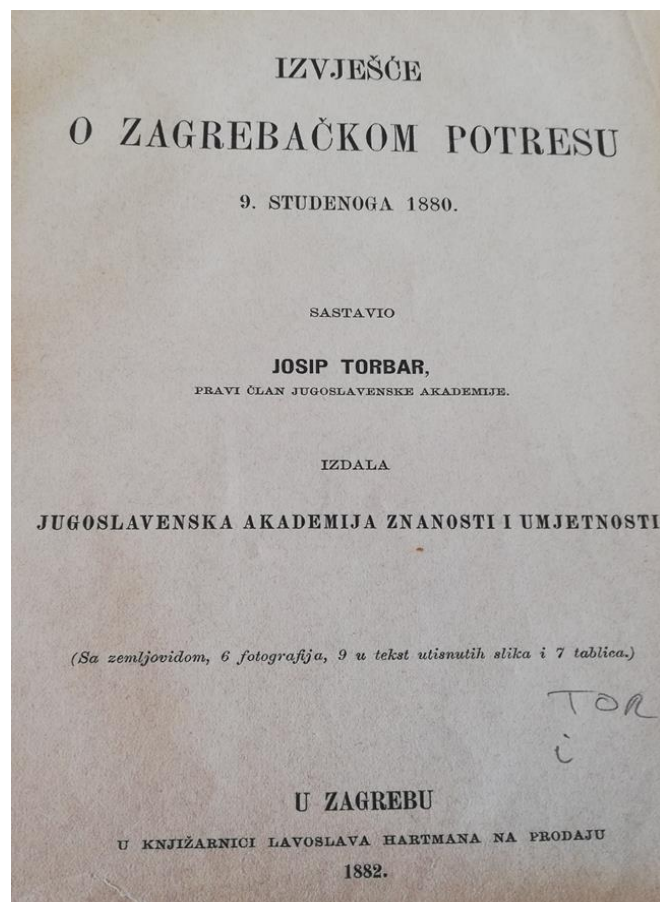 IZVJEŠĆE
O ZAGREBAČKOM POTRESU
9. STUDENOGA 1880.
SASTAVIO
JOSIP TORBAR,
PRAVI ČLAN JUGOSLAVENSKE AKADEMIJE.
IZDALA
JUGOSLAVENSKA AKADEMIJA ZNANOSTI I UMJETNOSTI
(Sa zemljovidom, 6 fotografija, 9 u tekst utisnutih slika i 7 tablica.)
TOR
i
U ZAGREBU
U KNJIŽARNICI LAVOSLAVA HARTMANA NA PRODAJU
1882.